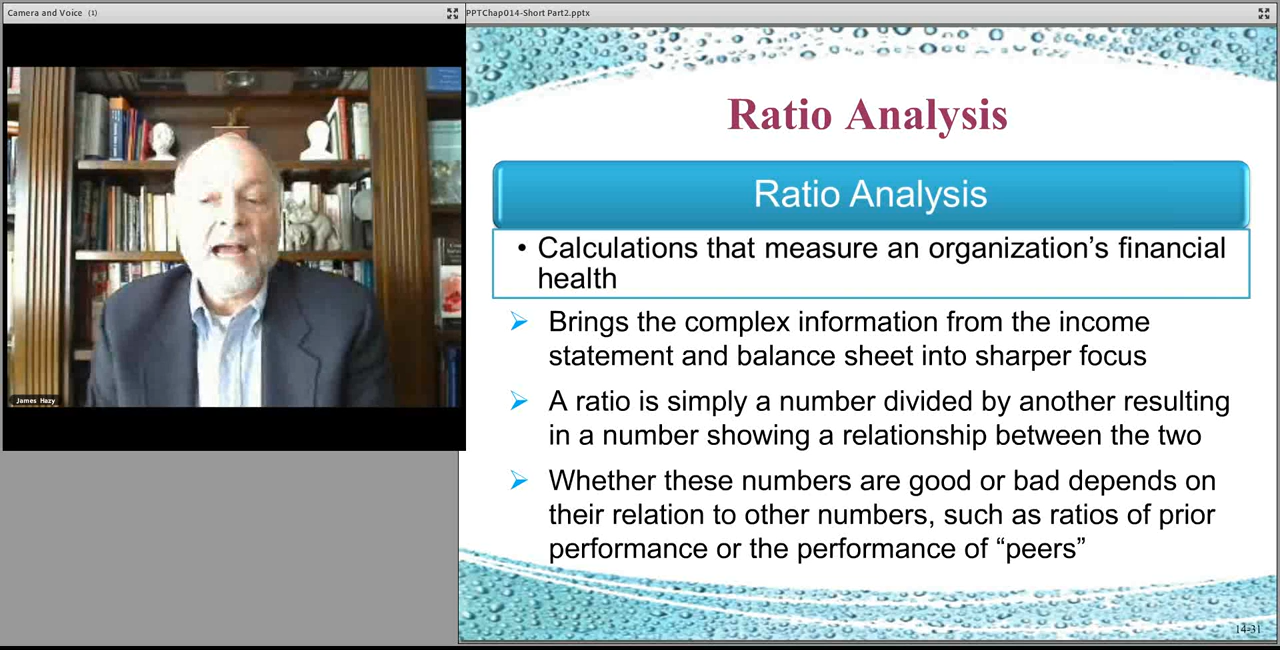 Camera and Voice (1)
PPTChap014-Short Part2.pptx
James Hazy
Ratio Analysis
Ratio Analysis
• Calculations that measure an organization’s financial
health
Brings the complex information from the income
statement and balance sheet into sharper focus
A ratio is simply a number divided by another resulting
in a number showing a relationship between the two
Whether these numbers are good or bad depends on
their relation to other numbers, such as ratios of prior
performance or the performance of “peers”
14-31